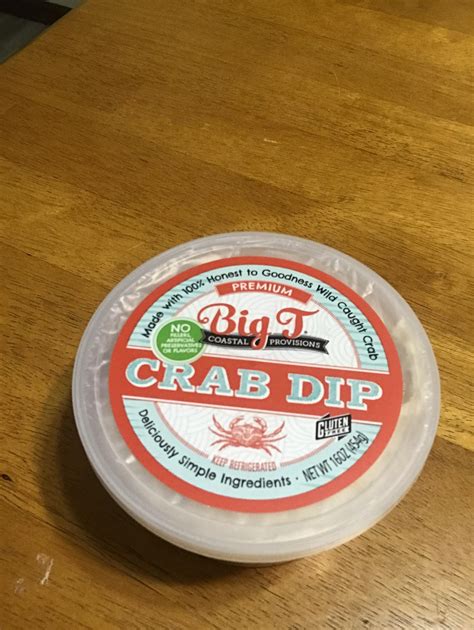 Made with 100% Honest to Goodness Wild Caught Crab
PREMIUM
Big T.
COASTAL PROVISIONS
NO
FILLERS,
ARTIFICIAL
PRESERVATIVES
OR FLAVORS
CRAB DIP
GLUTEN
FREE
KEEP REFRIGERATED
Deliciously Simple Ingredients • NET WT 16OZ (454g)